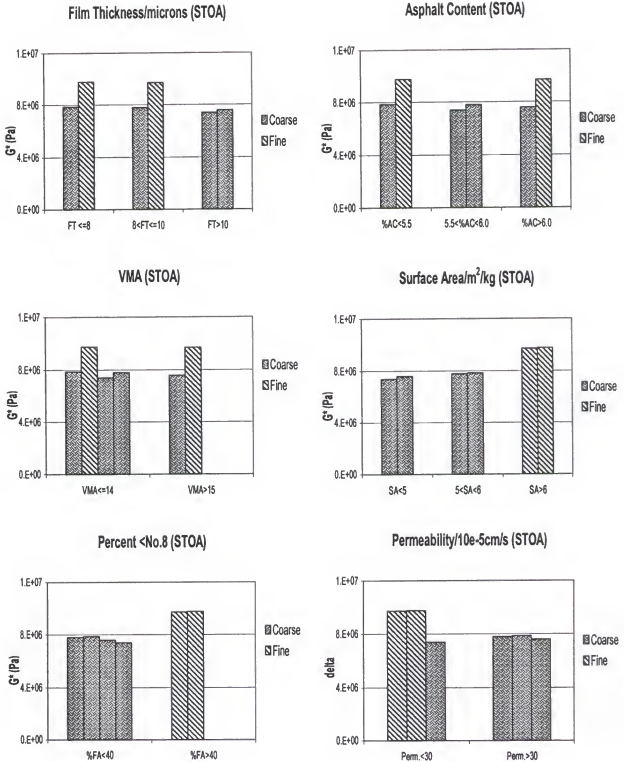 Film Thickness/microns (STOA)
1.E+07
8.E+06
4.E+06
0.E+00
G* (Pa)
FT <=8
8<FT<=10
FT>10
Coarse
Fine
Asphalt Content (STOA)
1.E+07
8.E+06
4.E+06
0.E+00
G* (Pa)
%AC<5.5
5.5<%AC<6.0
%AC>6.0
Coarse
Fine
VMA (STOA)
1.E+07
8.E+06
4.E+06
0.E+00
G* (Pa)
VMA<=14
VMA>15
Coarse
Fine
Surface Area/m²/kg (STOA)
1.E+07
8.E+06
4.E+06
0.E+00
G* (Pa)
SA<5
5<SA<6
SA>6
Coarse
Fine
Percent <No.8 (STOA)
1.E+07
8.E+06
4.E+06
0.E+00
G* (Pa)
%FA<40
%FA>40
Coarse
Fine
Permeability/10e-5cm/s (STOA)
1.E+07
8.E+06
4.E+06
0.E+00
delta
Perm.<30
Perm.>30
Coarse
Fine